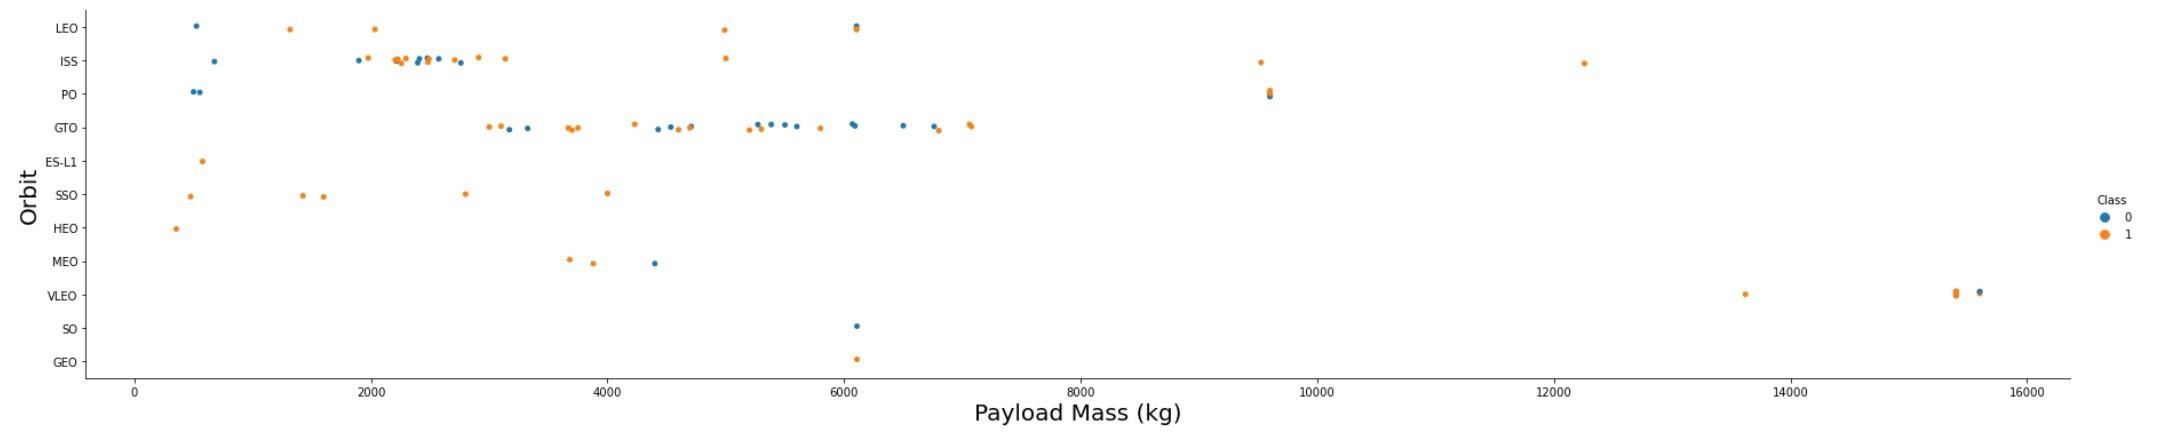 LEO
ISS
PO
GTO
ES-L1
SSO
HEO
MEO
VLEO
SO
GEO
Orbit
0 2000 4000 6000 8000 10000 12000 14000 16000
Payload Mass (kg)
Class
0
1